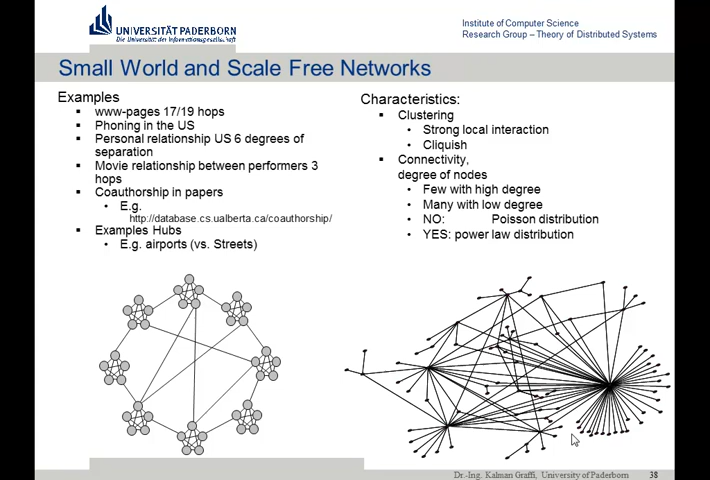 UNIVERSITÄT PADERBORN
Die Universität der Informationsgesellschaft
Institute of Computer Science
Research Group – Theory of Distributed Systems
Small World and Scale Free Networks
Examples
www-pages 17/19 hops
Phoning in the US
Personal relationship US 6 degrees of
separation
Movie relationship between performers 3
hops
Coauthorship in papers
E.g.
http://database.cs.ualberta.ca/coauthorship/
Examples Hubs
E.g. airports (vs. Streets)
Characteristics:
Clustering
Strong local interaction
Cliquish
Connectivity,
degree of nodes
Few with high degree
Many with low degree
NO: Poisson distribution
YES: power law distribution
Dr.-Ing. Kalman Graffi, University of Paderborn 38